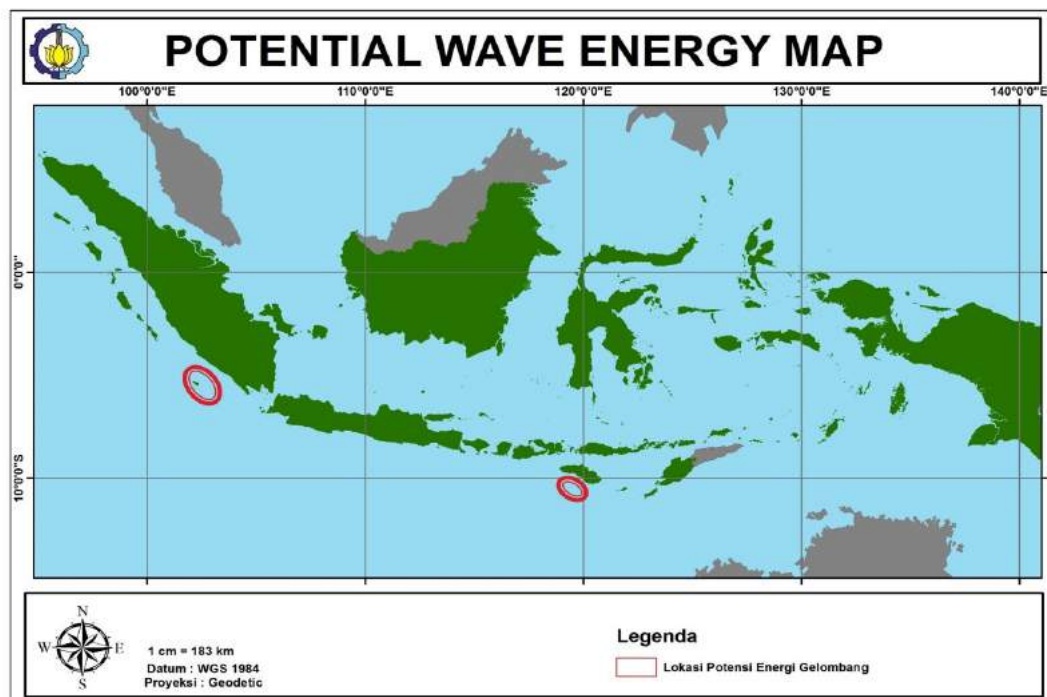 POTENTIAL WAVE ENERGY MAP
100°0'0"E 110°0'0"E 120°0'0"E 130°0'0"E 140°0'0"E
0°0'0"
10°0'0"S
N
W E
S
1 cm = 183 km
Datum : WGS 1984
Proyeksi : Geodetic
Legenda
Lokasi Potensi Energi Gelombang